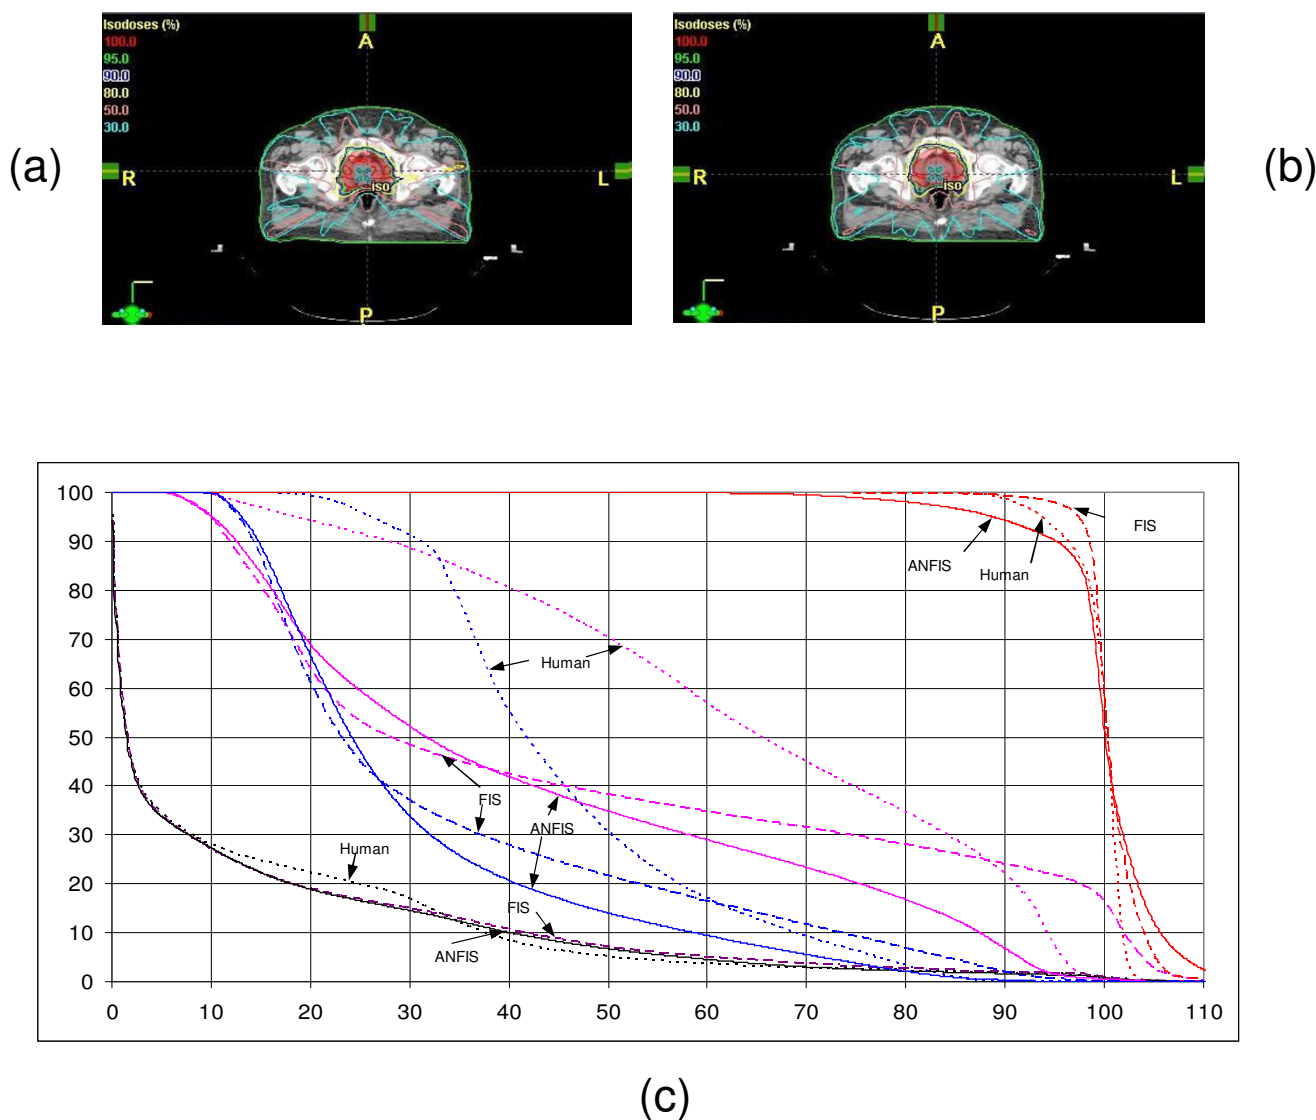 Isodoses (%)
100.0
95.0
90.0
80.0
50.0
30.0
A
R
L
iso
P
(a)
Isodoses (%)
100.0
95.0
90.0
80.0
50.0
30.0
A
R
L
iso
P
(b)
100
90
80
70
60
50
40
30
20
10
0
FIS
ANFIS
Human
Human
FIS
ANFIS
Human
FIS
ANFIS
0 10 20 30 40 50 60 70 80 90 100 110
(c)